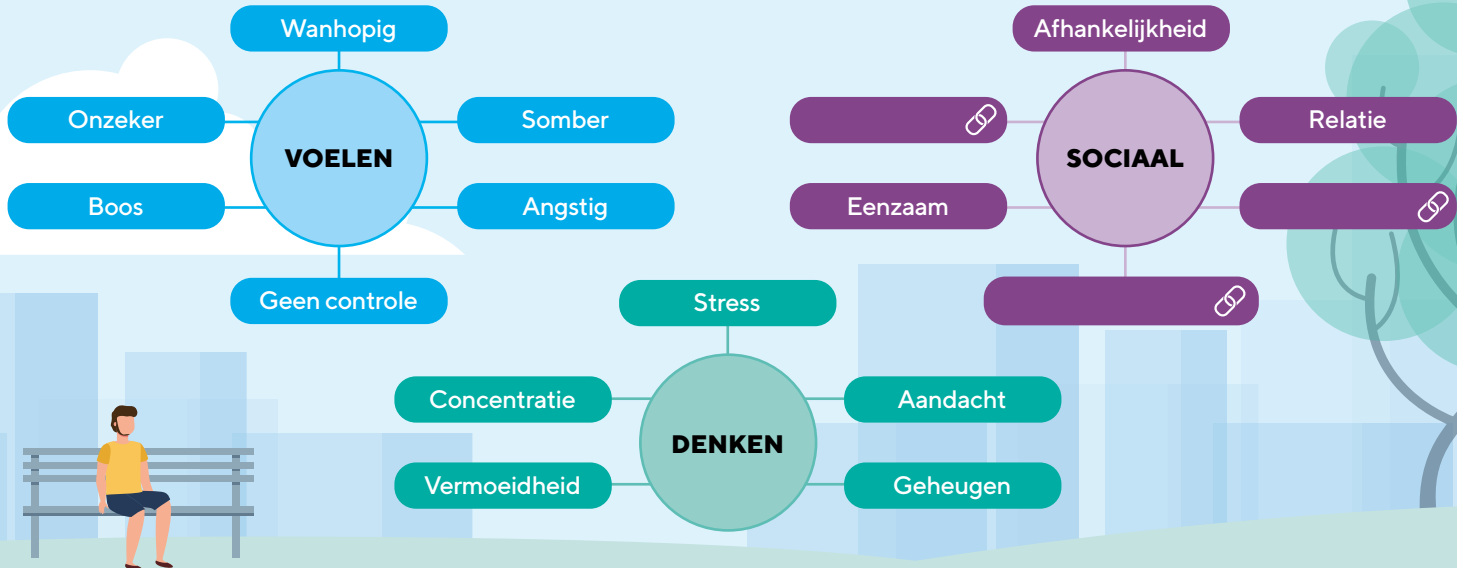 Wanhopig
Onzeker
Somber
VOELEN
Boos
Angstig
Geen controle
Afhankelijkheid
Relatie
SOCIAAL
Eenzaam
Stress
Concentratie
Aandacht
DENKEN
Vermoeidheid
Geheugen